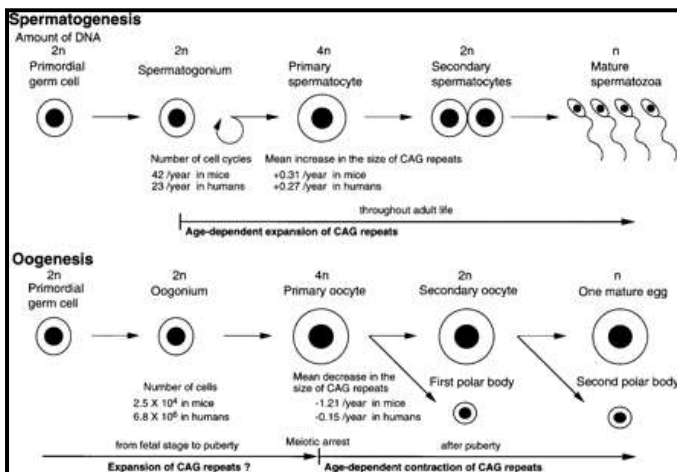 Spermatogenesis
Amount of DNA
2n 2n 4n 2n n
Primordial germ cell
Spermatogonium
Primary spermatocyte
Secondary spermatocytes
Mature spermatozoa
Number of cell cycles
42 /year in mice
23 /year in humans
Mean increase in the size of CAG repeats
+0.31 /year in mice
+0.27 /year in humans
throughout adult life
Age-dependent expansion of CAG repeats
Oogenesis
2n 2n 4n 2n n
Primordial germ cell
Oogonium
Primary oocyte
Secondary oocyte
One mature egg
Number of cells
2.5 X 10⁴ in mice
6.8 X 10⁶ in humans
Mean decrease in the
size of CAG repeats
-1.21 /year in mice
-0.15 /year in humans
First polar body
Second polar body
from fetal stage to puberty
Meiotic arrest
after puberty
Expansion of CAG repeats ?
Age-dependent contraction of CAG repeats